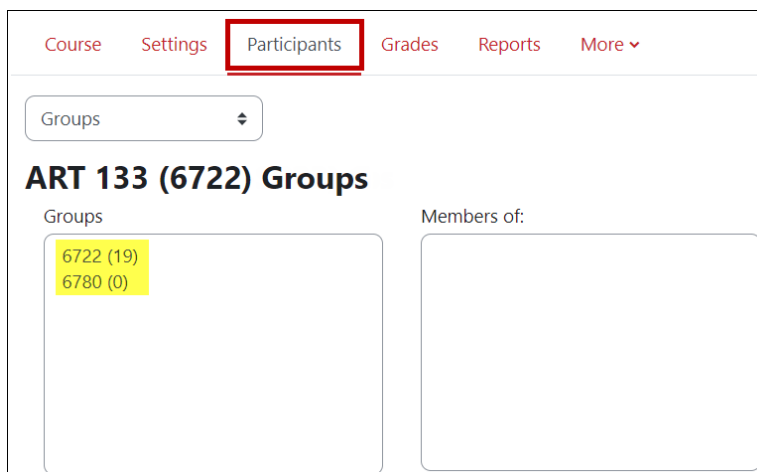 Course Settings Participants Grades Reports More
Groups
ART 133 (6722) Groups
Groups Members of:
6722 (19)
6780 (0)